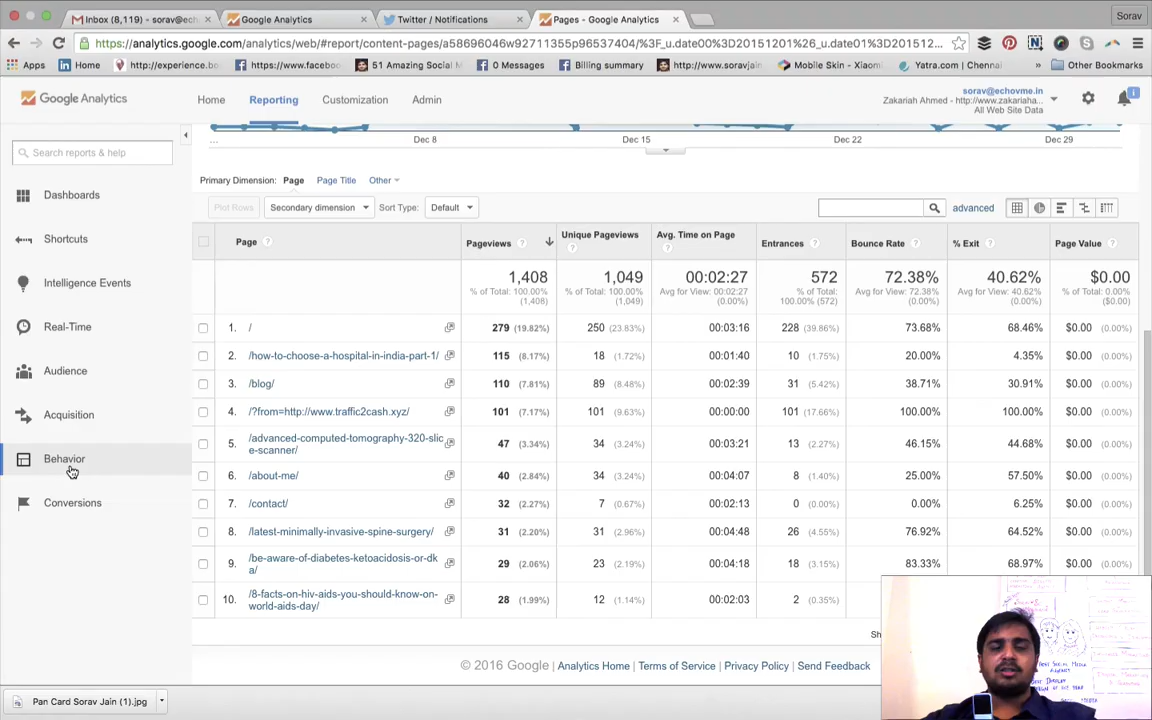 Inbox (8,119) - sorav@ech
Google Analytics
Twitter / Notifications
Pages - Google Analytics
Sorav
https://analytics.google.com/analytics/web/#report/content-pages/a58696046w92711355p96537404/%3F_u.date00%3D20151201%26_u.date01%3D201512...
Apps
Home
http://experience.bo
https://www.faceboo
51 Amazing Social M
0 Messages
Billing summary
http://www.soravjain
Mobile Skin - Xiaomi
Yatra.com | Chennai
»
Other Bookmarks
Google Analytics
Home
Reporting
Customization
Admin
sorav@echovme.in
Zakariah Ahmed - http://www.zakariaha...
All Web Site Data
1
Search reports & help
Dashboards
Shortcuts
Intelligence Events
Real-Time
Audience
Acquisition
Behavior
Conversions
...
Dec 8
Dec 15
Dec 22
Dec 29
Primary Dimension: Page Page Title Other
Plot Rows
Secondary dimension
Sort Type:
Default
advanced
Page ?
Pageviews ?
Unique Pageviews ?
Avg. Time on Page ?
Entrances ?
Bounce Rate ?
% Exit ?
Page Value ?
1,408 1,049 00:02:27 572 72.38% 40.62% $0.00
% of Total: 100.00% (1,408)
% of Total: 100.00% (1,049)
Avg for View: 00:02:27 (0.00%)
% of Total: 100.00% (572)
Avg for View: 72.38% (0.00%)
Avg for View: 40.62% (0.00%)
% of Total: 0.00% ($0.00)
1. / 279 (19.82%) 250 (23.83%) 00:03:16 228 (39.86%) 73.68% 68.46% $0.00 (0.00%)
2. /how-to-choose-a-hospital-in-india-part-1/ 115 (8.17%) 18 (1.72%) 00:01:40 10 (1.75%) 20.00% 4.35% $0.00 (0.00%)
3. /blog/ 110 (7.81%) 89 (8.48%) 00:02:39 31 (5.42%) 38.71% 30.91% $0.00 (0.00%)
4. /?from=http://www.traffic2cash.xyz/ 101 (7.17%) 101 (9.63%) 00:00:00 101 (17.66%) 100.00% 100.00% $0.00 (0.00%)
5. /advanced-computed-tomography-320-slic
e-scanner/ 47 (3.34%) 34 (3.24%) 00:03:21 13 (2.27%) 46.15% 44.68% $0.00 (0.00%)
6. /about-me/ 40 (2.84%) 34 (3.24%) 00:04:07 8 (1.40%) 25.00% 57.50% $0.00 (0.00%)
7. /contact/ 32 (2.27%) 7 (0.67%) 00:02:13 0 (0.00%) 0.00% 6.25% $0.00 (0.00%)
8. /latest-minimally-invasive-spine-surgery/ 31 (2.20%) 31 (2.96%) 00:04:48 26 (4.55%) 76.92% 64.52% $0.00 (0.00%)
9. /be-aware-of-diabetes-ketoacidosis-or-dk
a/ 29 (2.06%) 23 (2.19%) 00:04:18 18 (3.15%) 83.33% 68.97% $0.00 (0.00%)
10. /8-facts-on-hiv-aids-you-should-know-on-
world-aids-day/ 28 (1.99%) 12 (1.14%) 00:02:03 2 (0.35%)
Sh
© 2016 Google | Analytics Home | Terms of Service | Privacy Policy | Send Feedback
Pan Card Sorav Jain (1).jpg